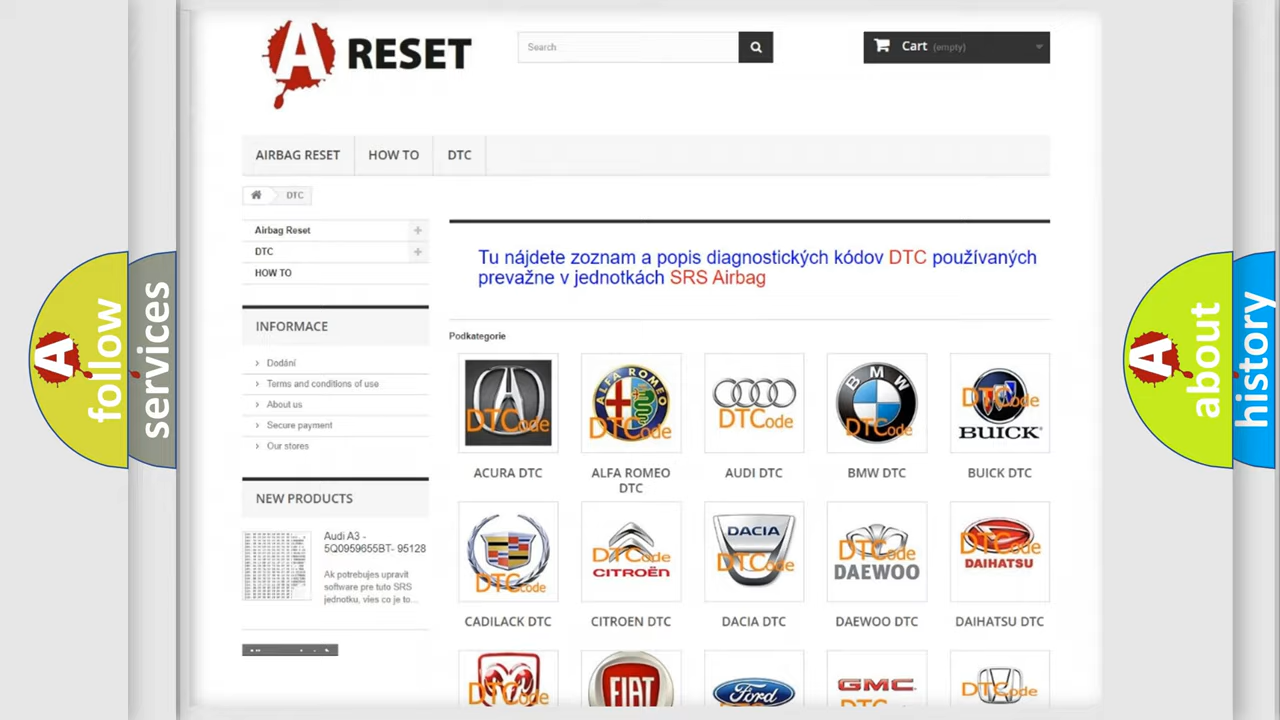 A RESET
Search
Cart (empty)
AIRBAG RESET
HOW TO
DTC
DTC
Airbag Reset
DTC
HOW TO
Tu nájdete zoznam a popis diagnostických kódov DTC používaných
prevažne v jednotkách SRS Airbag
INFORMACE
Dodání
Terms and conditions of use
About us
Secure payment
Our stores
NEW PRODUCTS
Audi A3 -
5Q0959655BT- 95128
Ak potrebujes upravit
software pre tuto SRS
jednotku, vies co je to...
Podkategorie
DTCode
ALFA ROMEO
DTCode
DTCode
BMW
DTCode
DTCode
BUICK
ACURA DTC
ALFA ROMEO
DTC
AUDI DTC
BMW DTC
BUICK DTC
DTCode
DTCode
CITROËN
DACIA
DTCode
DTCode
DAEWOO
DTCode
DAIHATSU
CADILACK DTC
CITROEN DTC
DACIA DTC
DAEWOO DTC
DAIHATSU DTC
DTCode
FIAT
Ford
GMC
DTCode
A follow
services
A about
history